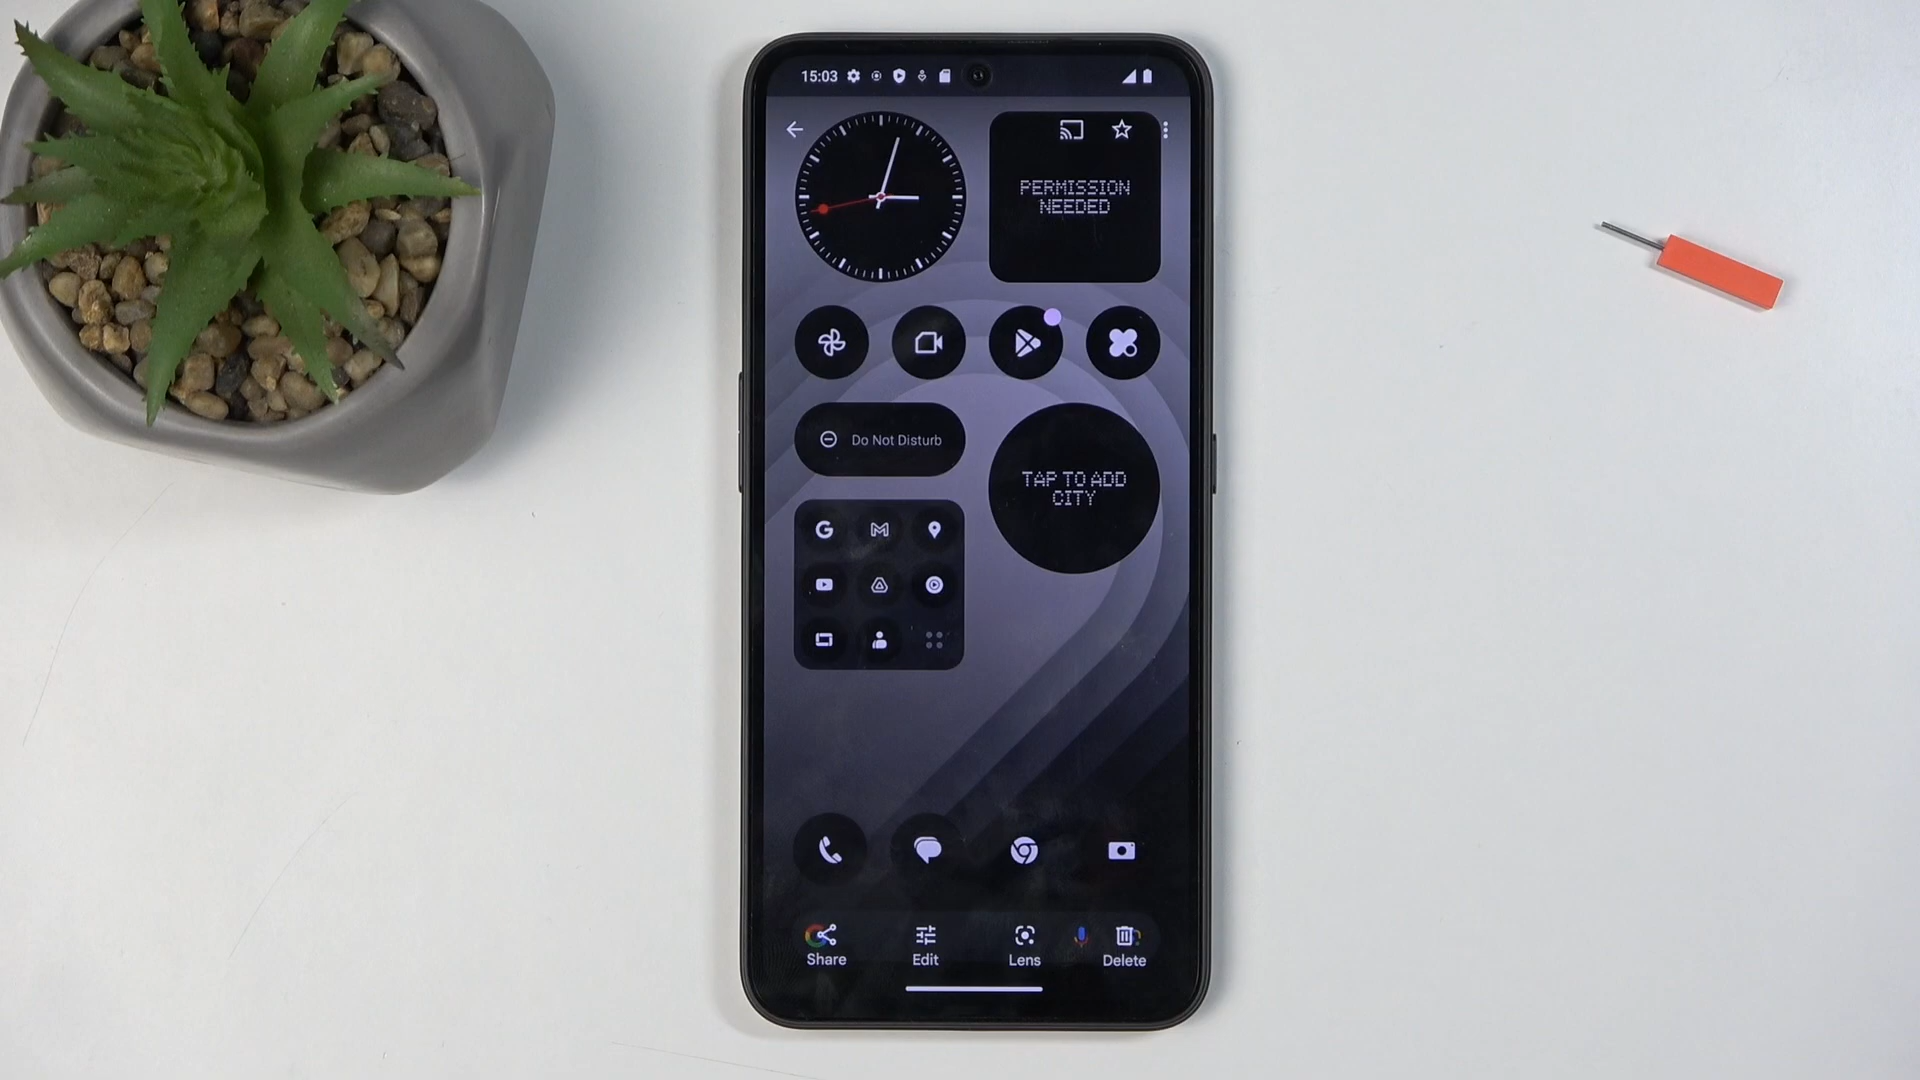 15:03
PERMISSION
NEEDED
Do Not Disturb
TAP TO ADD
CITY
Share
Edit
Lens
Delete